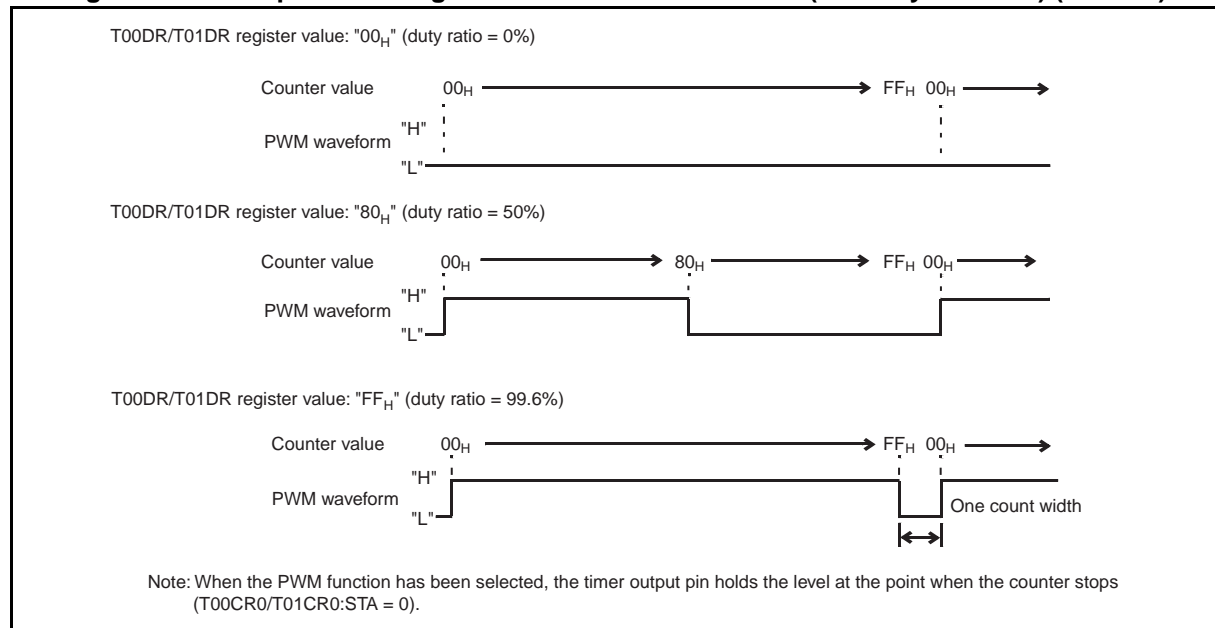 T00DR/T01DR register value: "00H" (duty ratio = 0%)
Counter value 00H FFH 00H
"H"
PWM waveform
"L"
T00DR/T01DR register value: "80H" (duty ratio = 50%)
Counter value 00H 80H FFH 00H
"H"
PWM waveform
"L"
T00DR/T01DR register value: "FFH" (duty ratio = 99.6%)
Counter value 00H FFH 00H
"H"
PWM waveform
One count width
"L"
Note: When the PWM function has been selected, the timer output pin holds the level at the point when the counter stops
(T00CR0/T01CR0:STA = 0).